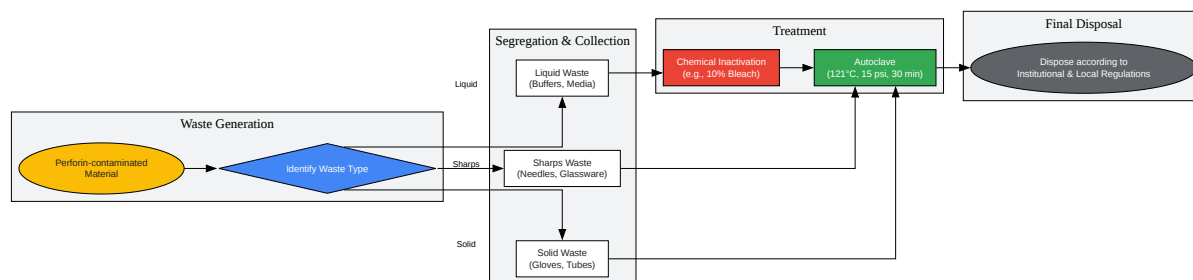 Waste Generation
Perforin-contaminated
Material
Identify Waste Type
Liquid
Sharps
Solid
Segregation & Collection
Liquid Waste
(Buffers, Media)
Sharps Waste
(Needles, Glassware)
Solid Waste
(Gloves, Tubes)
Treatment
Chemical Inactivation
(e.g., 10% Bleach)
Autoclave
(121°C, 15 psi, 30 min)
Final Disposal
Dispose according to
Institutional & Local Regulations